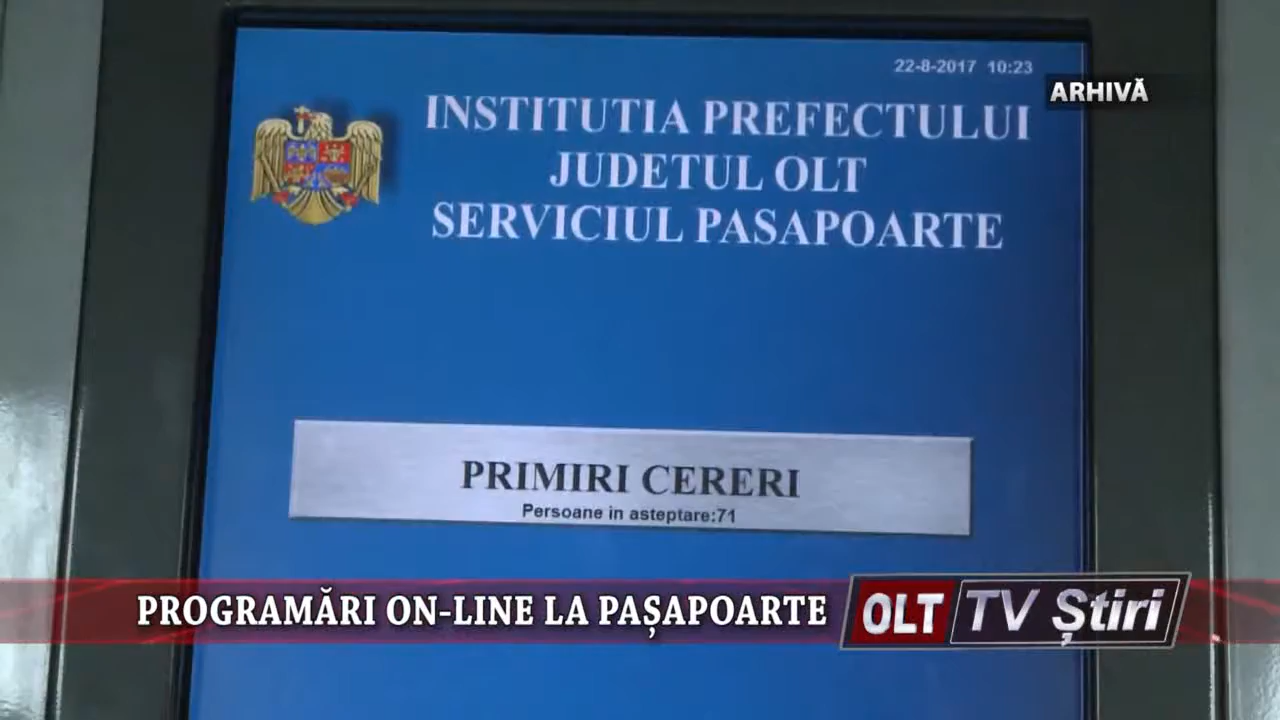 22-8-2017 10:23
ARHIVĂ
INSTITUTIA PREFECTULUI
JUDETUL OLT
SERVICIUL PASAPOARTE
PRIMIRI CERERI
Persoane in asteptare:71
PROGRAMĂRI ON-LINE LA PAȘAPOARTE
OLT TV Știri